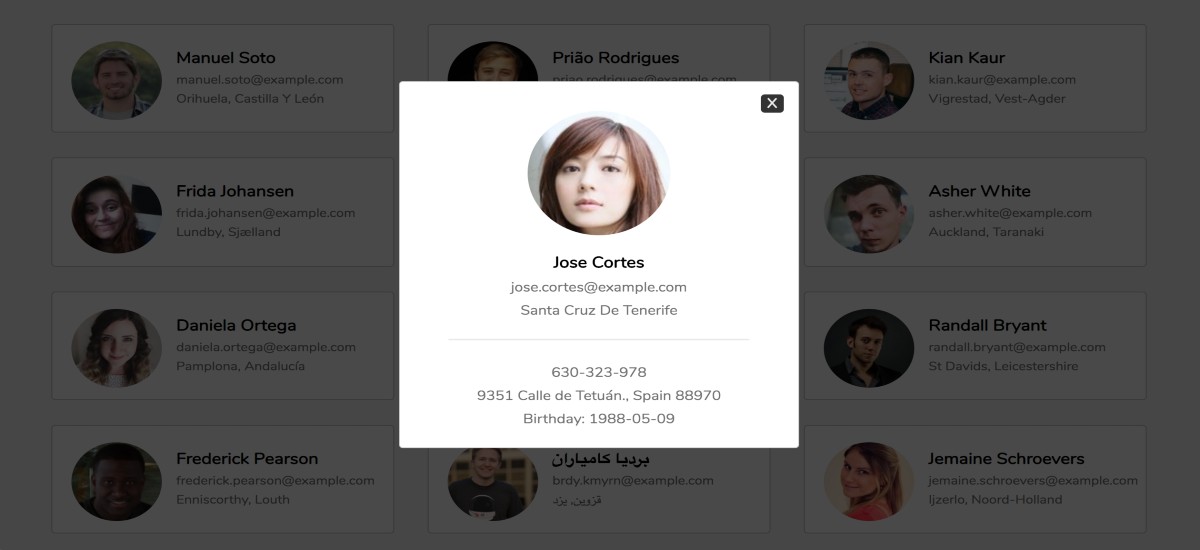 Manuel Soto
manuel.soto@example.com
Orihuela, Castilla Y León
Prião Rodrigues
priao.rodrigues@example.com
Kian Kaur
kian.kaur@example.com
Vigrestad, Vest-Agder
Frida Johansen
frida.johansen@example.com
Lundby, Sjælland
Asher White
asher.white@example.com
Auckland, Taranaki
X
Jose Cortes
jose.cortes@example.com
Santa Cruz De Tenerife
630-323-978
9351 Calle de Tetuán., Spain 88970
Birthday: 1988-05-09
Daniela Ortega
daniela.ortega@example.com
Pamplona, Andalucía
Randall Bryant
randall.bryant@example.com
St Davids, Leicestershire
Frederick Pearson
frederick.pearson@example.com
Enniscorthy, Louth
بردیا کامیاران
brdy.kmyrn@example.com
قزوین, یزد
Jemaine Schroevers
jemaine.schroevers@example.com
Ijzerlo, Noord-Holland